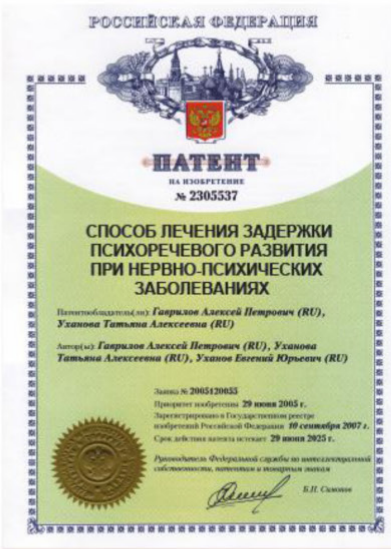 РОССИЙСКАЯ ФЕДЕРАЦИЯ
ПАТЕНТ
НА ИЗОБРЕТЕНИЕ
№ 2305537
СПОСОБ ЛЕЧЕНИЯ ЗАДЕРЖКИ
ПСИХОРЕЧЕВОГО РАЗВИТИЯ
ПРИ НЕРВНО-ПСИХИЧЕСКИХ
ЗАБОЛЕВАНИЯХ
Патентообладатель(ли): Гаврилов Алексей Петрович (RU),
Уханова Татьяна Алексеевна (RU)
Автор(ы): Гаврилов Алексей Петрович (RU), Уханова
Татьяна Алексеевна (RU), Уханов Евгений Юрьевич (RU)
Заявка № 2005120055
Приоритет изобретения 29 июня 2005 г.
Зарегистрировано в Государственном реестре
изобретений Российской Федерации 10 сентября 2007 г.
Срок действия патента истекает 29 июня 2025 г.
Руководитель Федеральной службы по интеллектуальной
собственности, патентам и товарным знакам
Б.П. Симонов